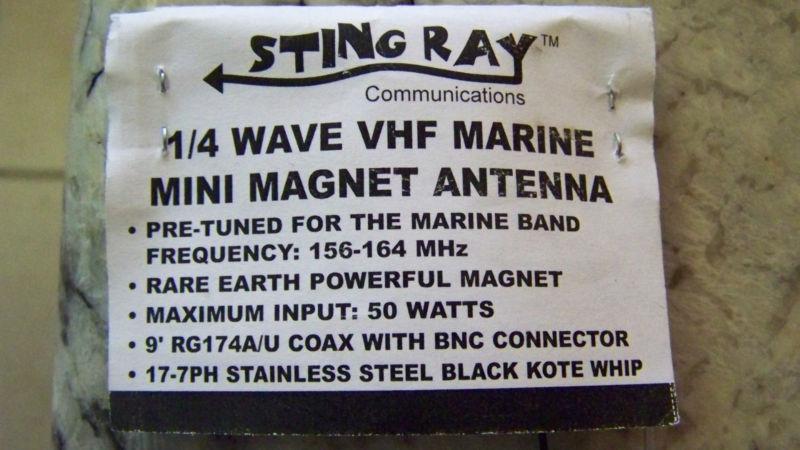 STINGRAY™
Communications
1/4 WAVE VHF MARINE
MINI MAGNET ANTENNA
• PRE-TUNED FOR THE MARINE BAND
FREQUENCY: 156-164 MHz
• RARE EARTH POWERFUL MAGNET
• MAXIMUM INPUT: 50 WATTS
• 9' RG174A/U COAX WITH BNC CONNECTOR
• 17-7PH STAINLESS STEEL BLACK KOTE WHIP